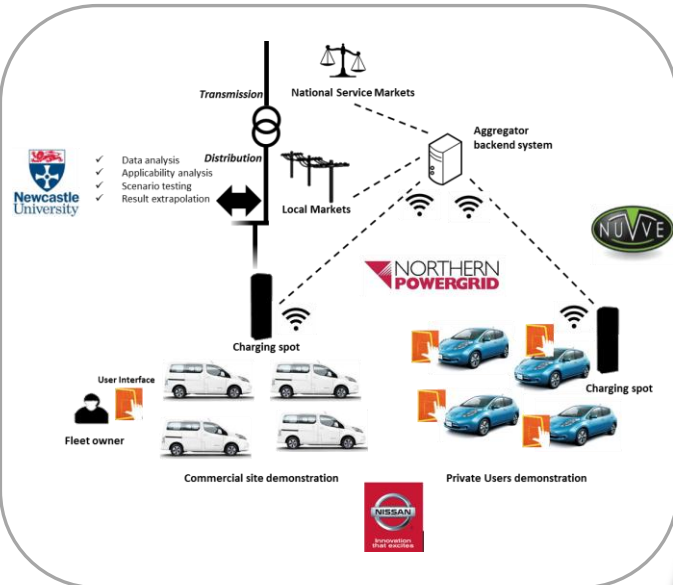 Transmission
National Service Markets
Aggregator
backend system
Newcastle
University
✓ Data analysis
✓ Applicability analysis
✓ Scenario testing
✓ Result extrapolation
Distribution
Local Markets
NUVVE
NORTHERN
POWERGRID
Charging spot
Charging spot
User Interface
Fleet owner
Commercial site demonstration
Private Users demonstration
NISSAN
Innovation
that excites